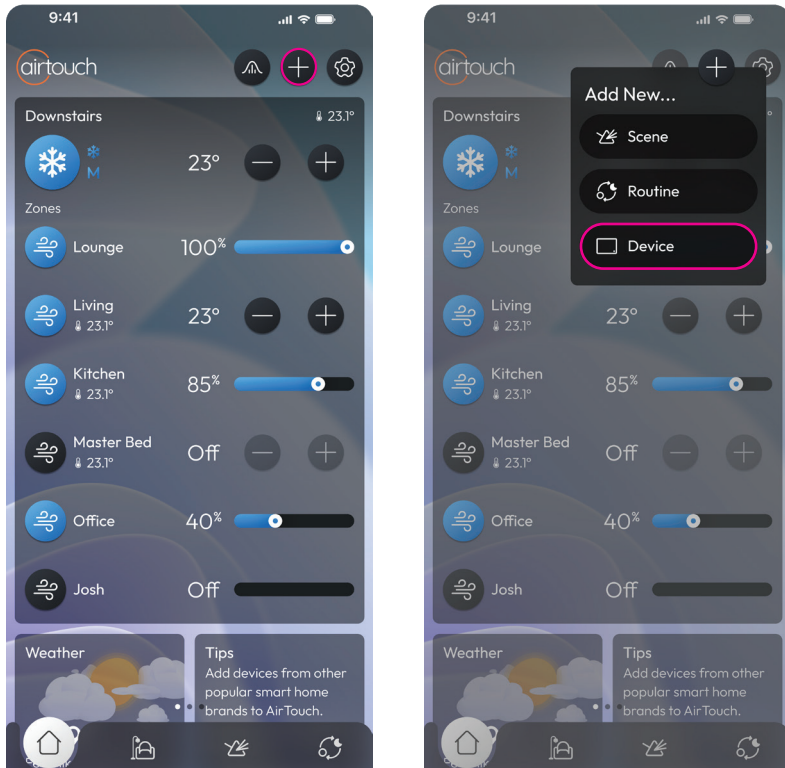 9:41
airtouch
Downstairs
23.1°
M
23°
Zones
Lounge
100%
Living
23.1°
23°
Kitchen
23.1°
85%
Master Bed
23.1°
Off
Office
40%
Josh
Off
Weather
Tips
Add devices from other
popular smart home
brands to AirTouch.
9:41
airtouch
Add New...
Scene
Routine
Device
Downstairs
M
Zones
Lounge
Living
23.1°
23°
Kitchen
23.1°
85%
Master Bed
23.1°
Off
Office
40%
Josh
Off
Weather
Tips
Add devices from other
popular smart home
brands to AirTouch.